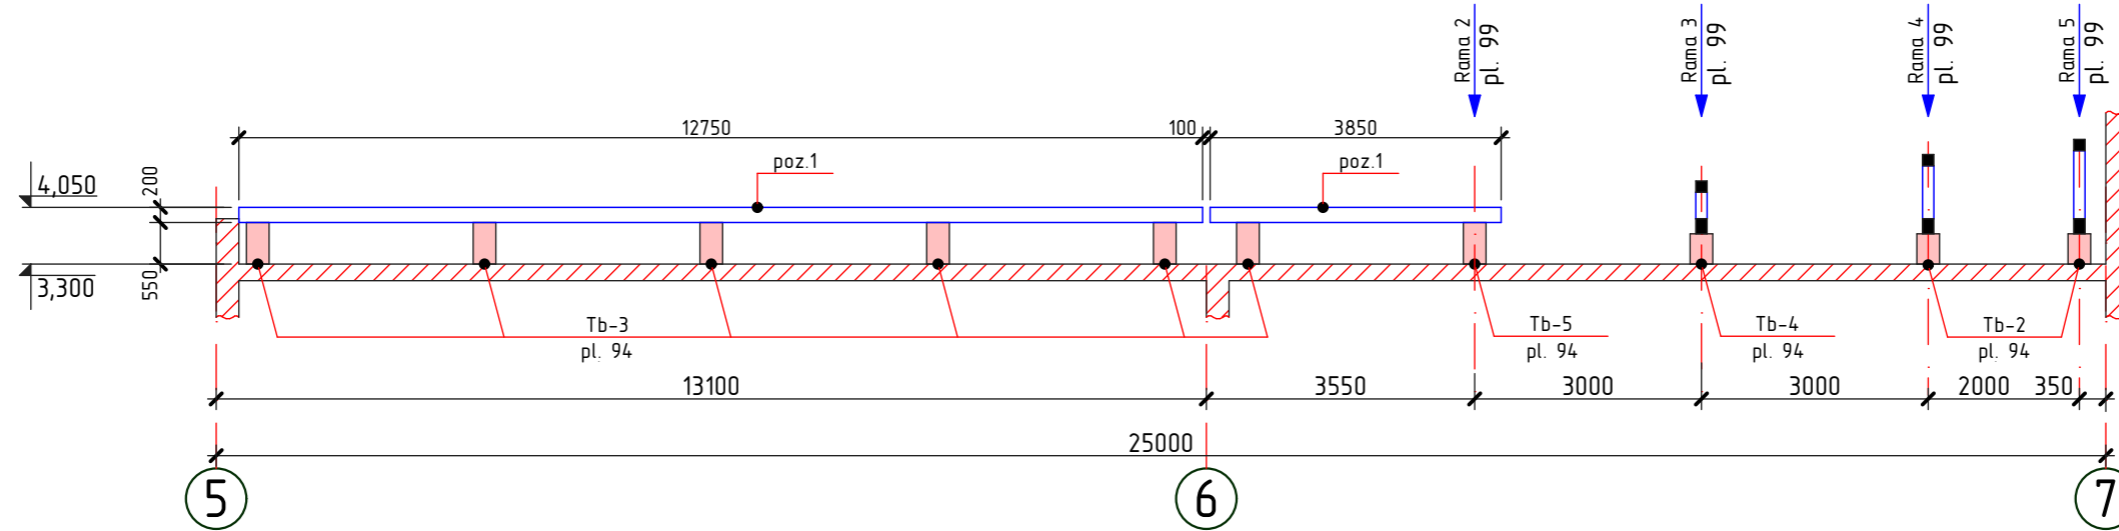 Rama 2
pl. 99
Rama 3
pl. 99
Rama 4
pl. 99
Rama 5
pl. 99
12750
100
3850
poz.1
poz.1
4,050
200
3,300
550
Tb-3
pl. 94
Tb-5
pl. 94
Tb-4
pl. 94
Tb-2
pl. 94
13100
3550
3000
3000
2000
350
25000
5
6
7